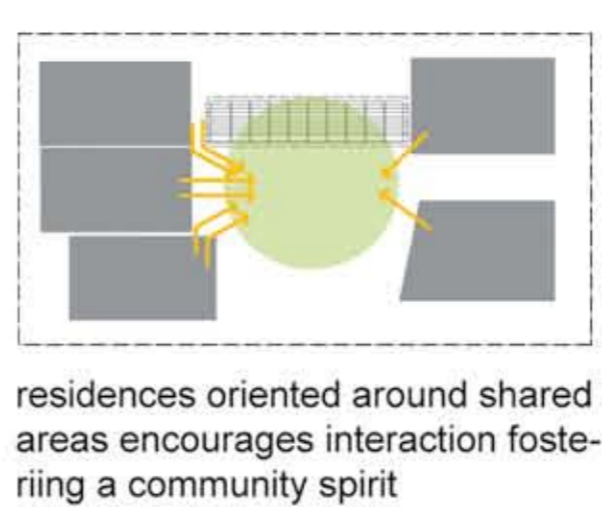 residences oriented around shared
areas encourages interaction foste-
riing a community spirit